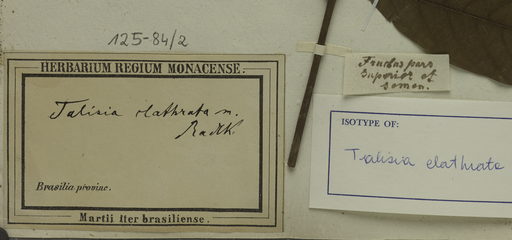 125-84/2
HERBARIUM REGIUM MONACENSE.
Talisia clathrata n.
Radlk.
Brasiliae provinc.
Martii Iter brasiliense.
Fructus pars
superior et
semen.
ISOTYPE OF:
Talisia clathrata